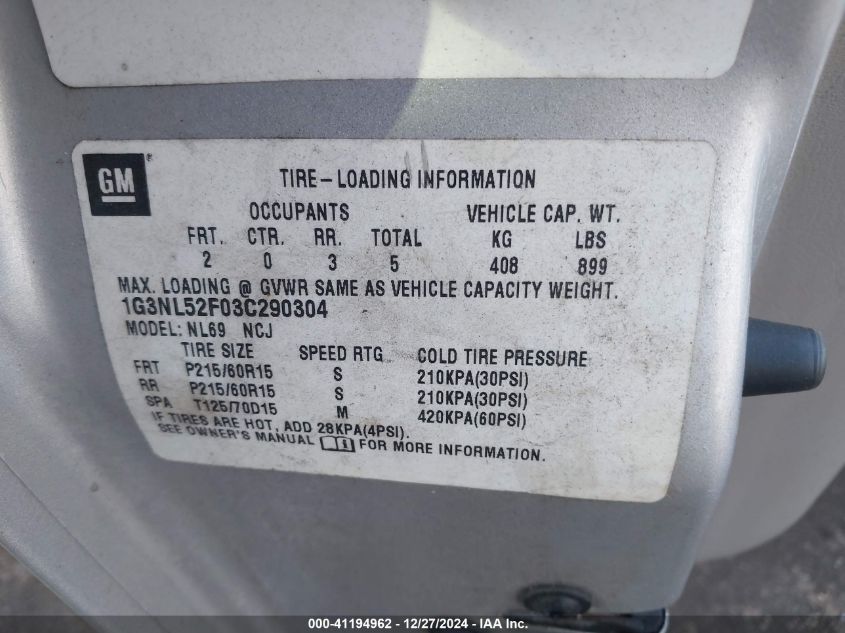 GM ®
TIRE-LOADING INFORMATION
OCCUPANTS VEHICLE CAP. WT.
FRT. CTR. RR. TOTAL KG LBS
2 0 3 5 408 899
MAX. LOADING @ GVWR SAME AS VEHICLE CAPACITY WEIGHT.
1G3NL52F03C290304
MODEL: NL69 NCJ
TIRE SIZE SPEED RTG COLD TIRE PRESSURE
FRT P215/60R15 S 210KPA(30PSI)
RR P215/60R15 S 210KPA(30PSI)
SPA T125/70D15 M 420KPA(60PSI)
IF TIRES ARE HOT, ADD 28KPA(4PSI).
SEE OWNER'S MANUAL FOR MORE INFORMATION.
000-41194962 - 12/27/2024 - IAA Inc.